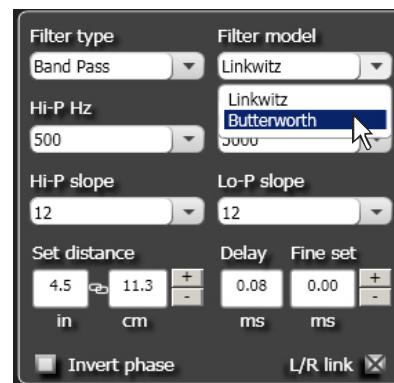 Filter type Filter model
Band Pass Linkwitz
Linkwitz
Hi-P Hz
Butterworth
500 5000
Hi-P slope Lo-P slope
12 12
Set distance Delay Fine set
4.5 11.3 + - 0.08 0.00 + -
in cm ms ms
Invert phase L/R link